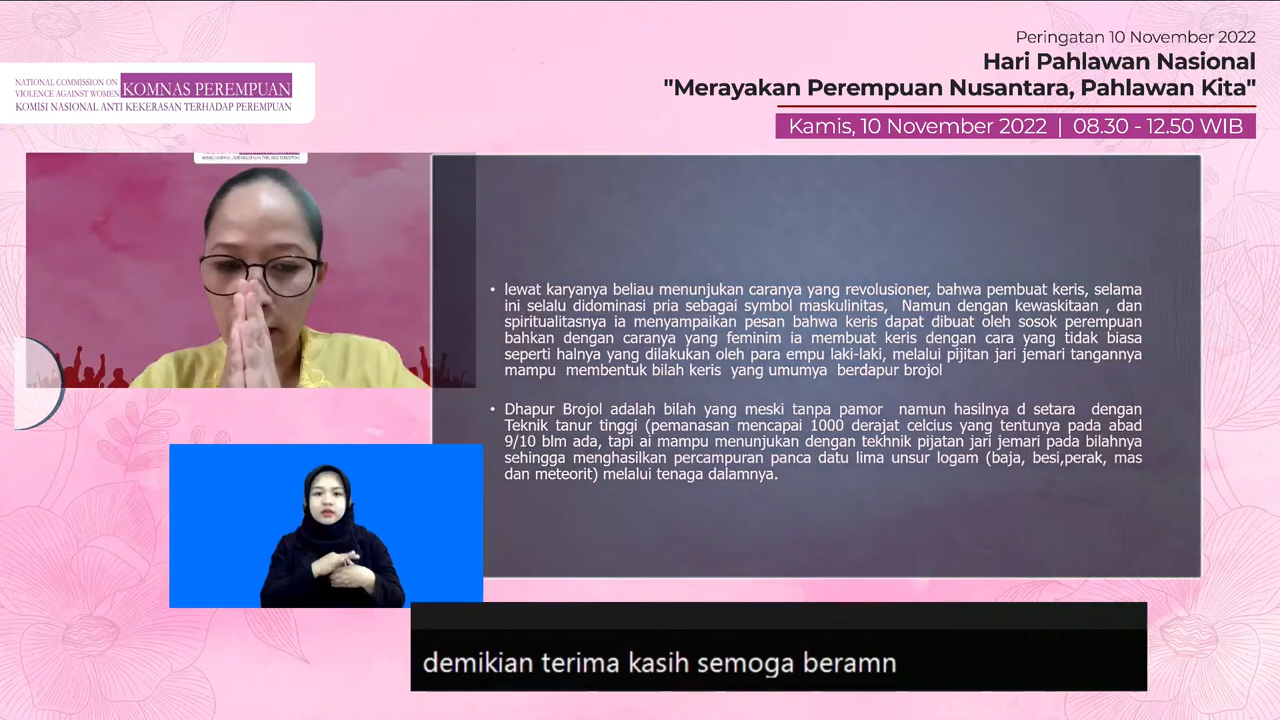 Peringatan 10 November 2022
Hari Pahlawan Nasional
"Merayakan Perempuan Nusantara, Pahlawan Kita"
Kamis, 10 November 2022 | 08.30 - 12.50 WIB
NATIONAL COMMISSION ON
VIOLENCE AGAINST WOMEN
KOMNAS PEREMPUAN
KOMISI NASIONAL ANTI KEKERASAN TERHADAP PEREMPUAN
• lewat karyanya beliau menunjukan caranya yang revolusioner, bahwa pembuat keris, selama
ini selalu didominasi pria sebagai symbol maskulinitas, Namun dengan kewaskitaan , dan
spiritualitasnya ia menyampaikan pesan bahwa keris dapat dibuat oleh sosok perempuan
bahkan dengan caranya yang feminim ia membuat keris dengan cara yang tidak biasa
seperti halnya yang dilakukan oleh para empu laki-laki, melalui pijitan jari jemari tangannya
mampu membentuk bilah keris yang umumya berdapur brojol
• Dhapur Brojol adalah bilah yang meski tanpa pamor namun hasilnya d setara dengan
Teknik tanur tinggi (pemanasan mencapai 1000 derajat celcius yang tentunya pada abad
9/10 blm ada, tapi ai mampu menunjukan dengan tekhnik pijatan jari jemari pada bilahnya
sehingga menghasilkan percampuran panca datu lima unsur logam (baja, besi,perak, mas
dan meteorit) melalui tenaga dalamnya.
demikian terima kasih semoga beramn